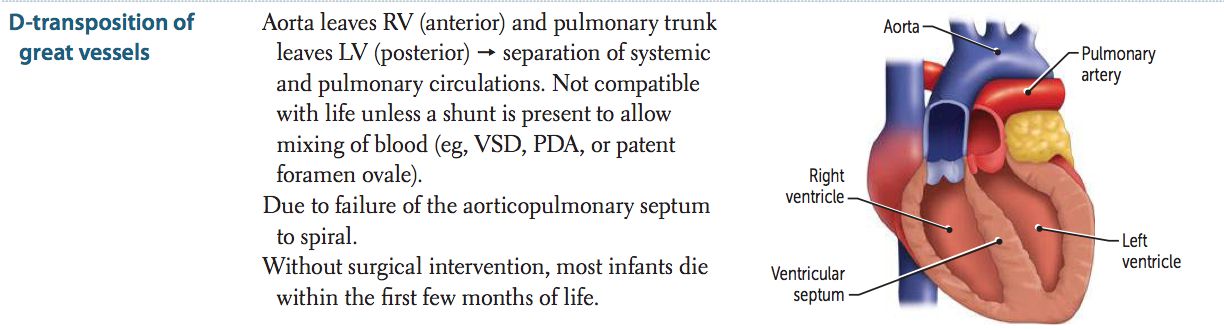 D-transposition of
great vessels
Aorta leaves RV (anterior) and pulmonary trunk
leaves LV (posterior) → separation of systemic
and pulmonary circulations. Not compatible
with life unless a shunt is present to allow
mixing of blood (eg, VSD, PDA, or patent
foramen ovale).
Due to failure of the aorticopulmonary septum
to spiral.
Without surgical intervention, most infants die
within the first few months of life.
Aorta
Pulmonary
artery
Right
ventricle
Left
ventricle
Ventricular
septum